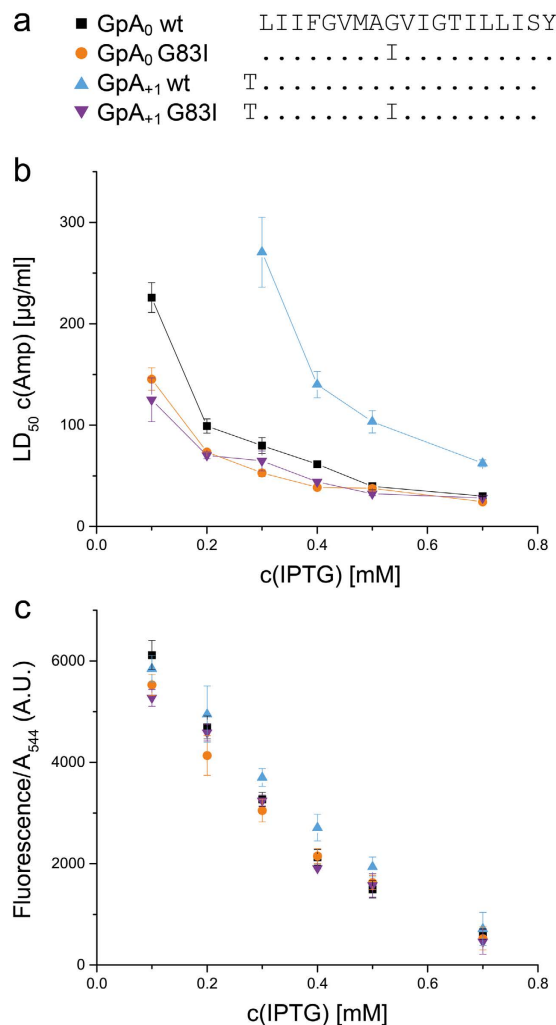 a
GpA₀ wt LIIFGVMAGVIGTILLISY
GpA₀ G83I ........I..........
GpA₊₁ wt T..................
GpA₊₁ G83I T........I.........
b
LD₅₀ c(Amp) [µg/ml]
300
200
100
0
0.0 0.2 0.4 0.6 0.8
c(IPTG) [mM]
c
Fluorescence/A₅₄₄ (A.U.)
6000
4000
2000
0
0.0 0.2 0.4 0.6 0.8
c(IPTG) [mM]